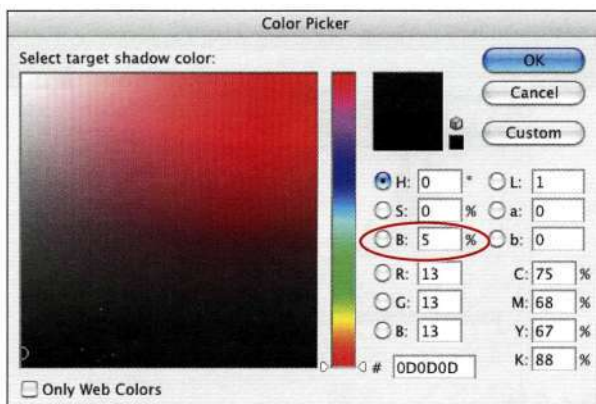 Color Picker
Select target shadow color:
OK
Cancel
Custom
H: 0 °
L: 1
S: 0 %
a: 0
B: 5 %
b: 0
R: 13
C: 75 %
G: 13
M: 68 %
B: 13
Y: 67 %
# 0D0D0D
K: 88 %
Only Web Colors